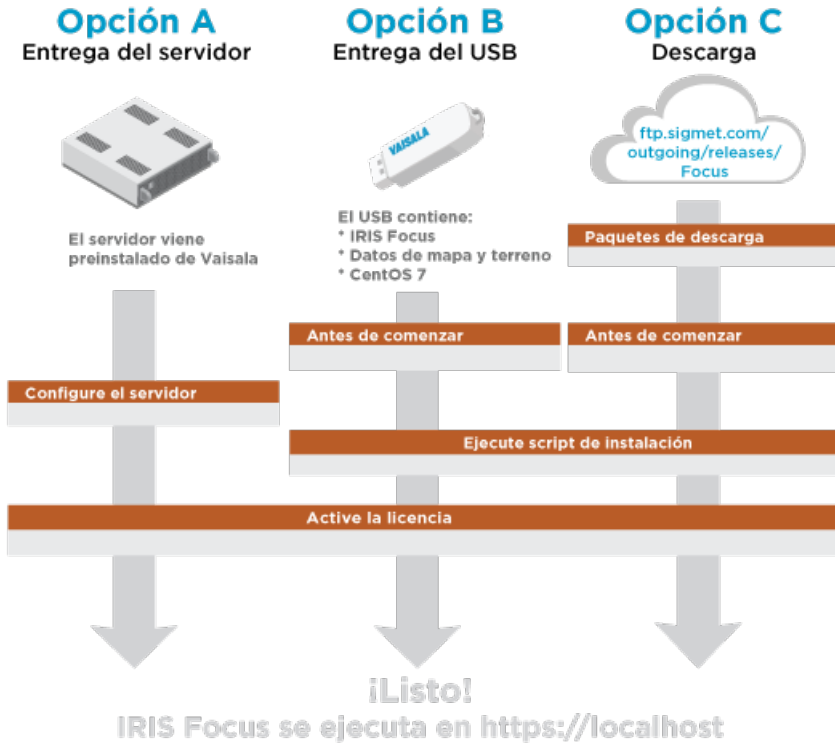 Opción A
Entrega del servidor
El servidor viene
preinstalado de Vaisala
Opción B
Entrega del USB
VAISALA
El USB contiene:
* IRIS Focus
* Datos de mapa y terreno
* CentOS 7
Opción C
Descarga
ftp.sigmet.com/
outgoing/releases/
Focus
Paquetes de descarga
Antes de comenzar
Antes de comenzar
Configure el servidor
Ejecute script de instalación
Active la licencia
¡Listo!
IRIS Focus se ejecuta en https://localhost